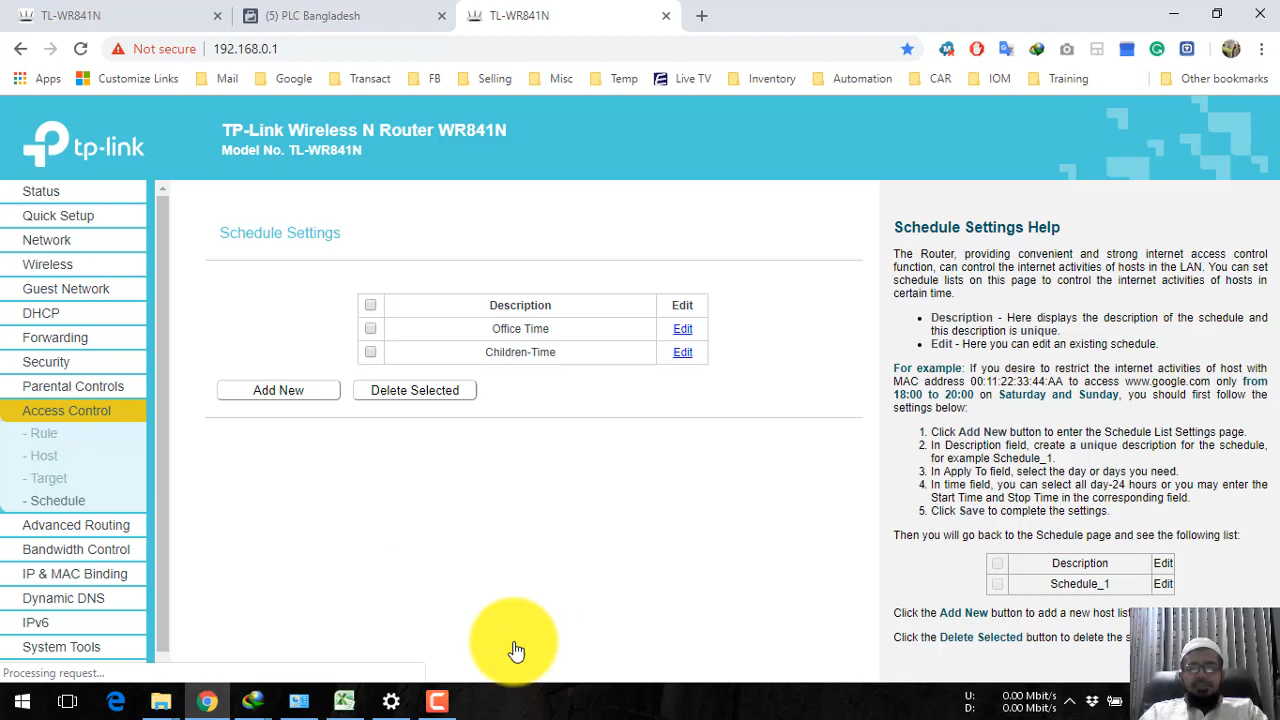 TL-WR841N
(5) PLC Bangladesh
TL-WR841N
Not secure 192.168.0.1
Apps Customize Links Mail Google Transact FB Selling Misc Temp Live TV Inventory Automation CAR IOM Training Other bookmarks
tp-link
TP-Link Wireless N Router WR841N
Model No. TL-WR841N
Status
Quick Setup
Network
Wireless
Guest Network
DHCP
Forwarding
Security
Parental Controls
Access Control
- Rule
- Host
- Target
- Schedule
Advanced Routing
Bandwidth Control
IP & MAC Binding
Dynamic DNS
IPv6
System Tools
Schedule Settings
Description Edit
Office Time Edit
Children-Time Edit
Add New Delete Selected
Schedule Settings Help
The Router, providing convenient and strong internet access control
function, can control the internet activities of hosts in the LAN. You can set
schedule lists on this page to control the internet activities of hosts in
certain time.
Description - Here displays the description of the schedule and
this description is unique.
Edit - Here you can edit an existing schedule.
For example: If you desire to restrict the internet activities of host with
MAC address 00:11:22:33:44:AA to access www.google.com only from
18:00 to 20:00 on Saturday and Sunday, you should first follow the
settings below:
1. Click Add New button to enter the Schedule List Settings page.
2. In Description field, create a unique description for the schedule,
for example Schedule_1.
3. In Apply To field, select the day or days you need.
4. In time field, you can select all day-24 hours or you may enter the
Start Time and Stop Time in the corresponding field.
5. Click Save to complete the settings.
Then you will go back to the Schedule page and see the following list:
Description Edit
Schedule_1 Edit
Click the Add New button to add a new host li
Click the Delete Selected button to delete the s
Processing request...
U: 0.00 Mbit/s
D: 0.00 Mbit/s